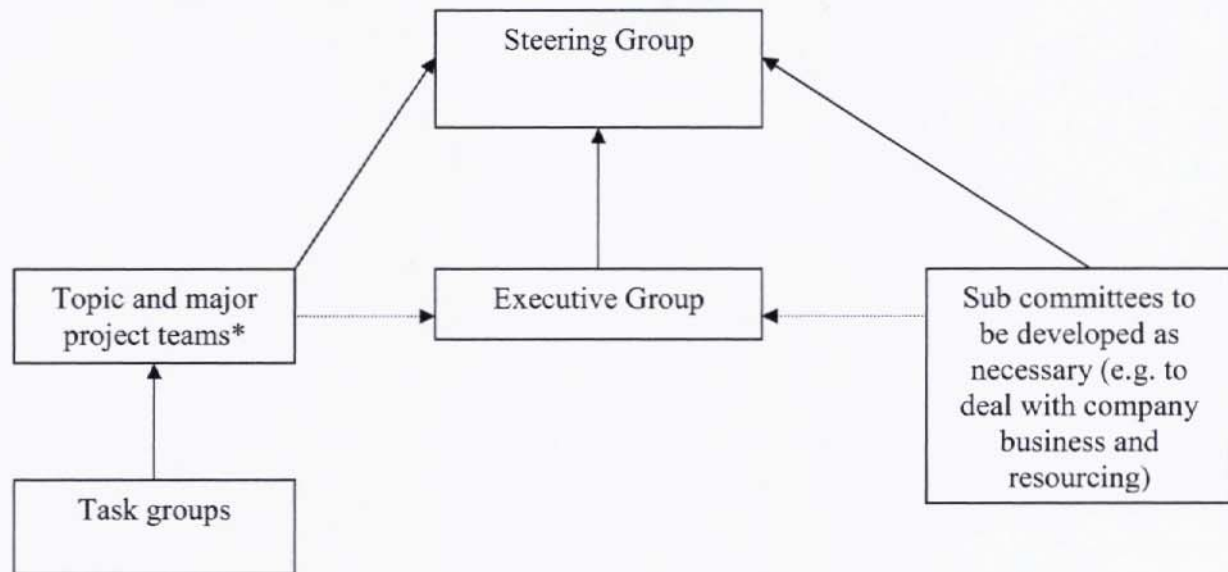 Steering Group
Topic and major
project teams*
Executive Group
Sub committees to
be developed as
necessary (e.g. to
deal with company
business and
resourcing)
Task groups